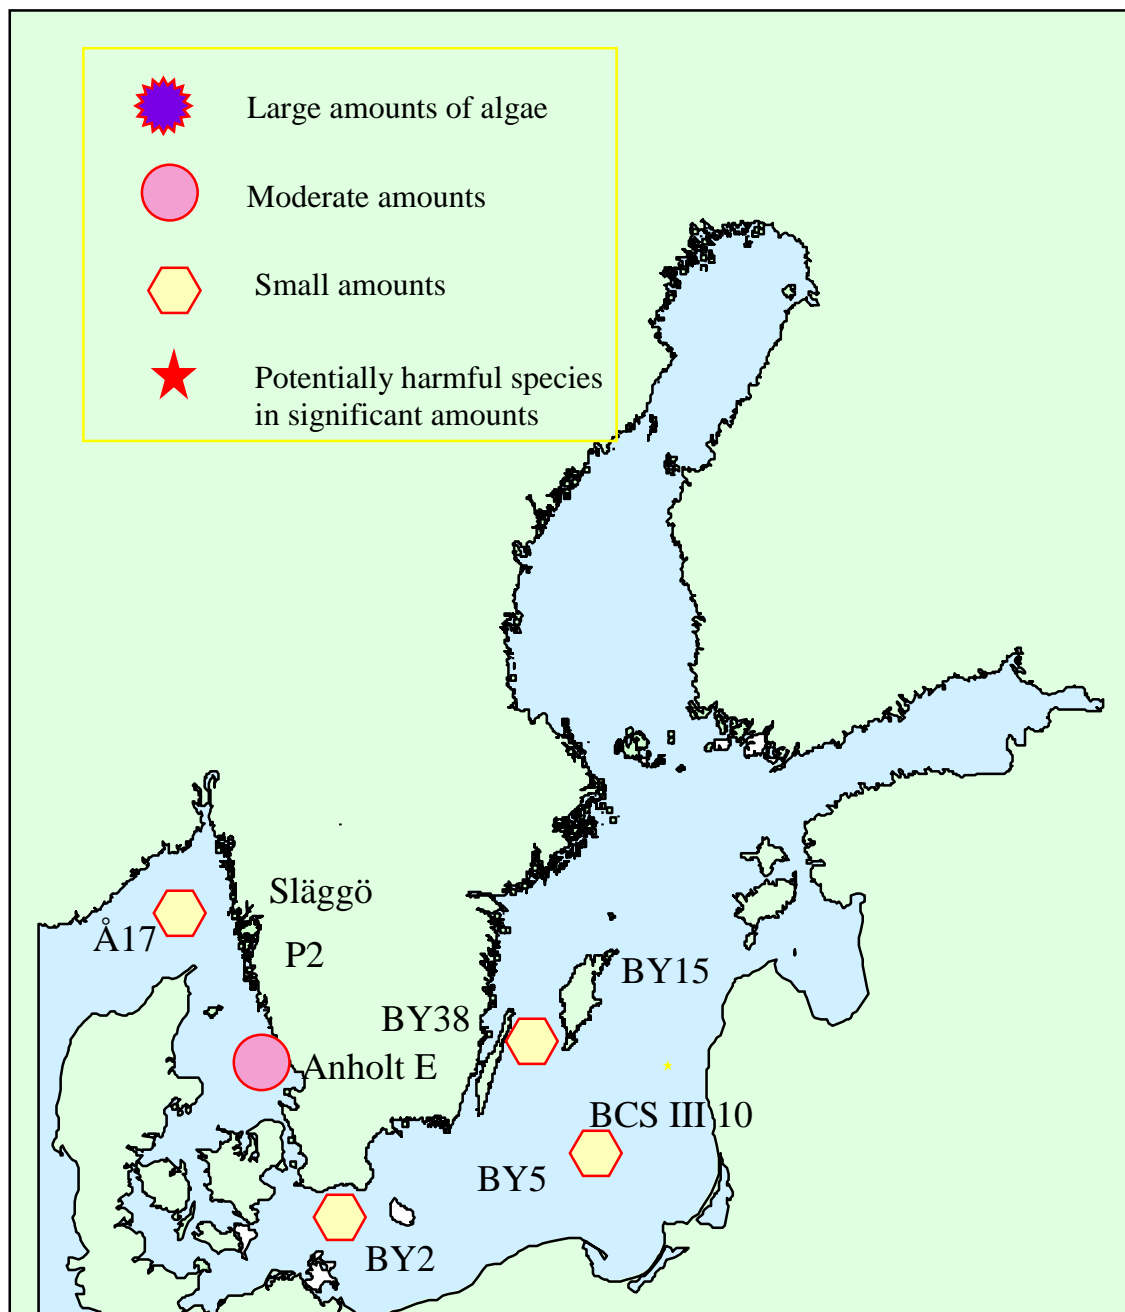 Large amounts of algae
Moderate amounts
Small amounts
Potentially harmful species
in significant amounts
Släggö
Å17
P2
BY15
BY38
Anholt E
BCS III 10
BY5
BY2